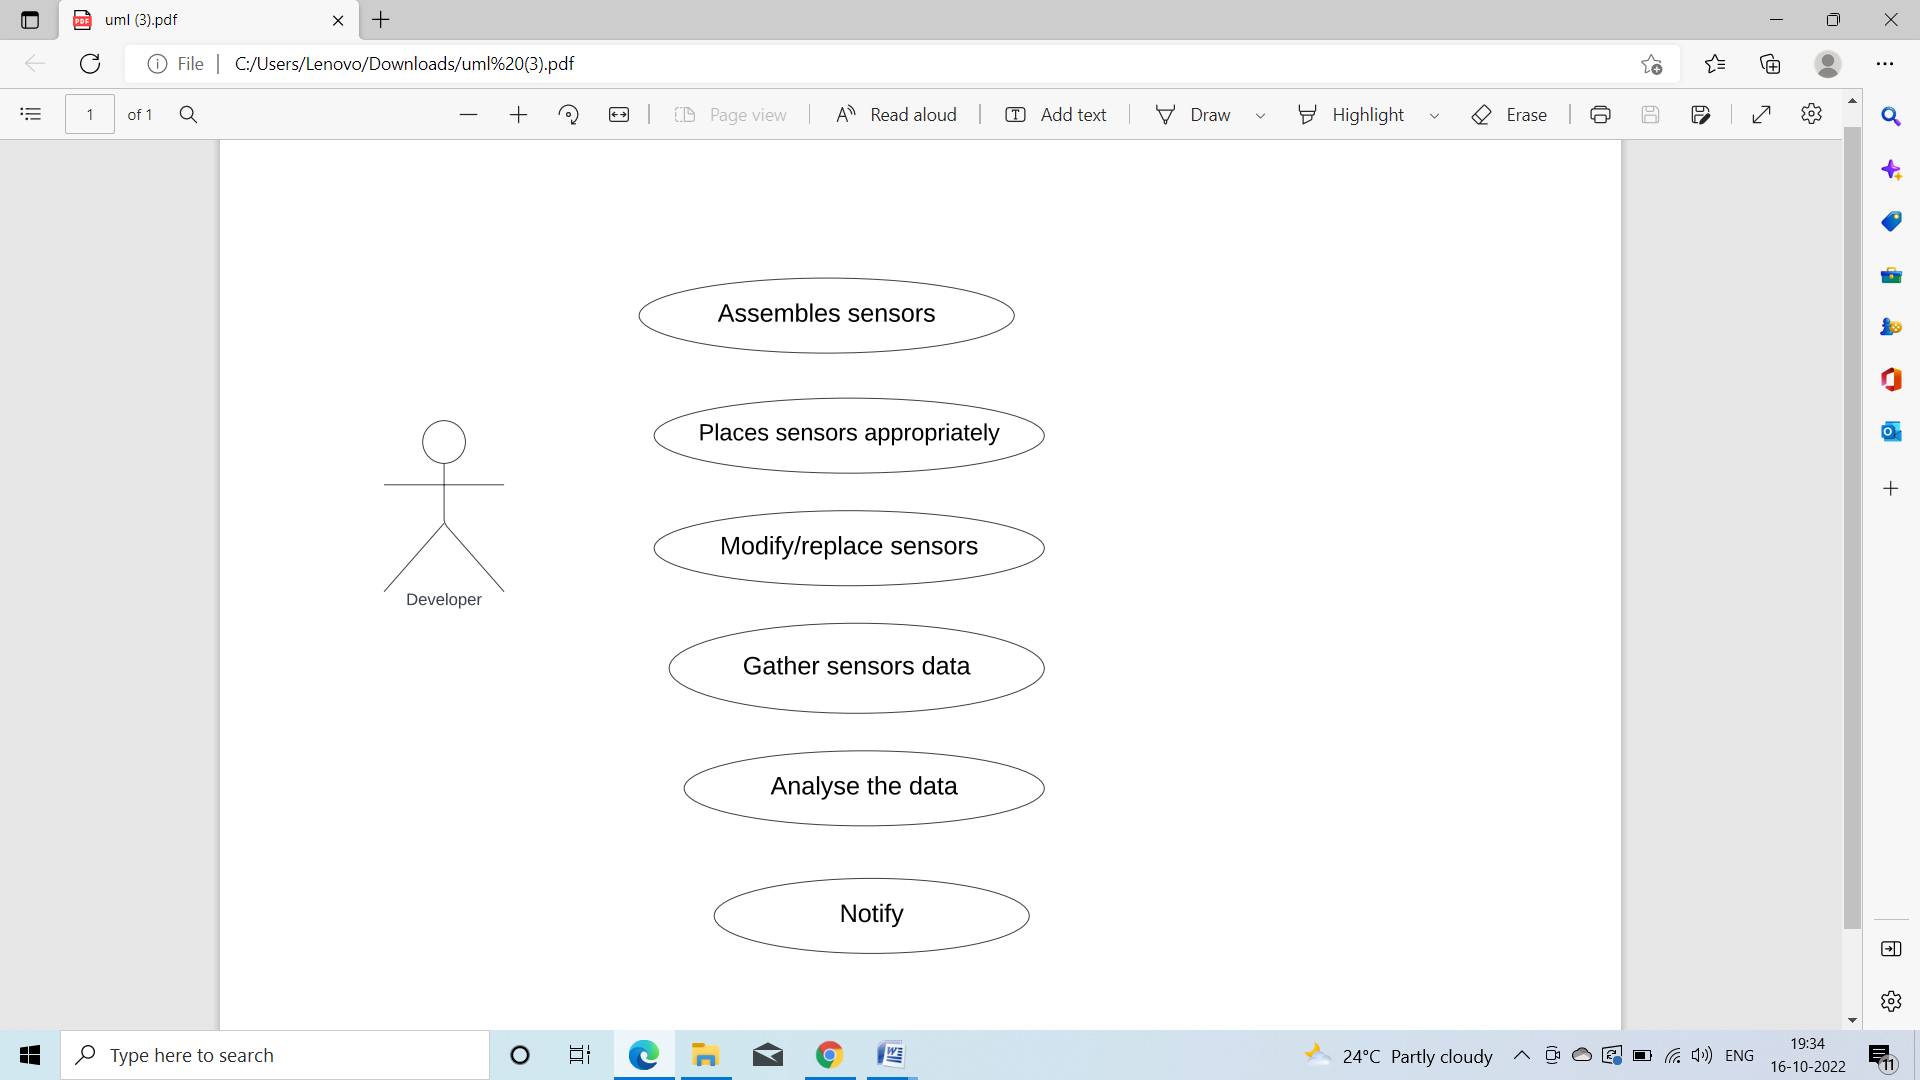 uml (3).pdf
File
C:/Users/Lenovo/Downloads/uml%20(3).pdf
1
of 1
Page view
Read aloud
Add text
Draw
Highlight
Erase
Assembles sensors
Places sensors appropriately
Modify/replace sensors
Developer
Gather sensors data
Analyse the data
Notify
Type here to search
24°C Partly cloudy
ENG
19:34
16-10-2022
11